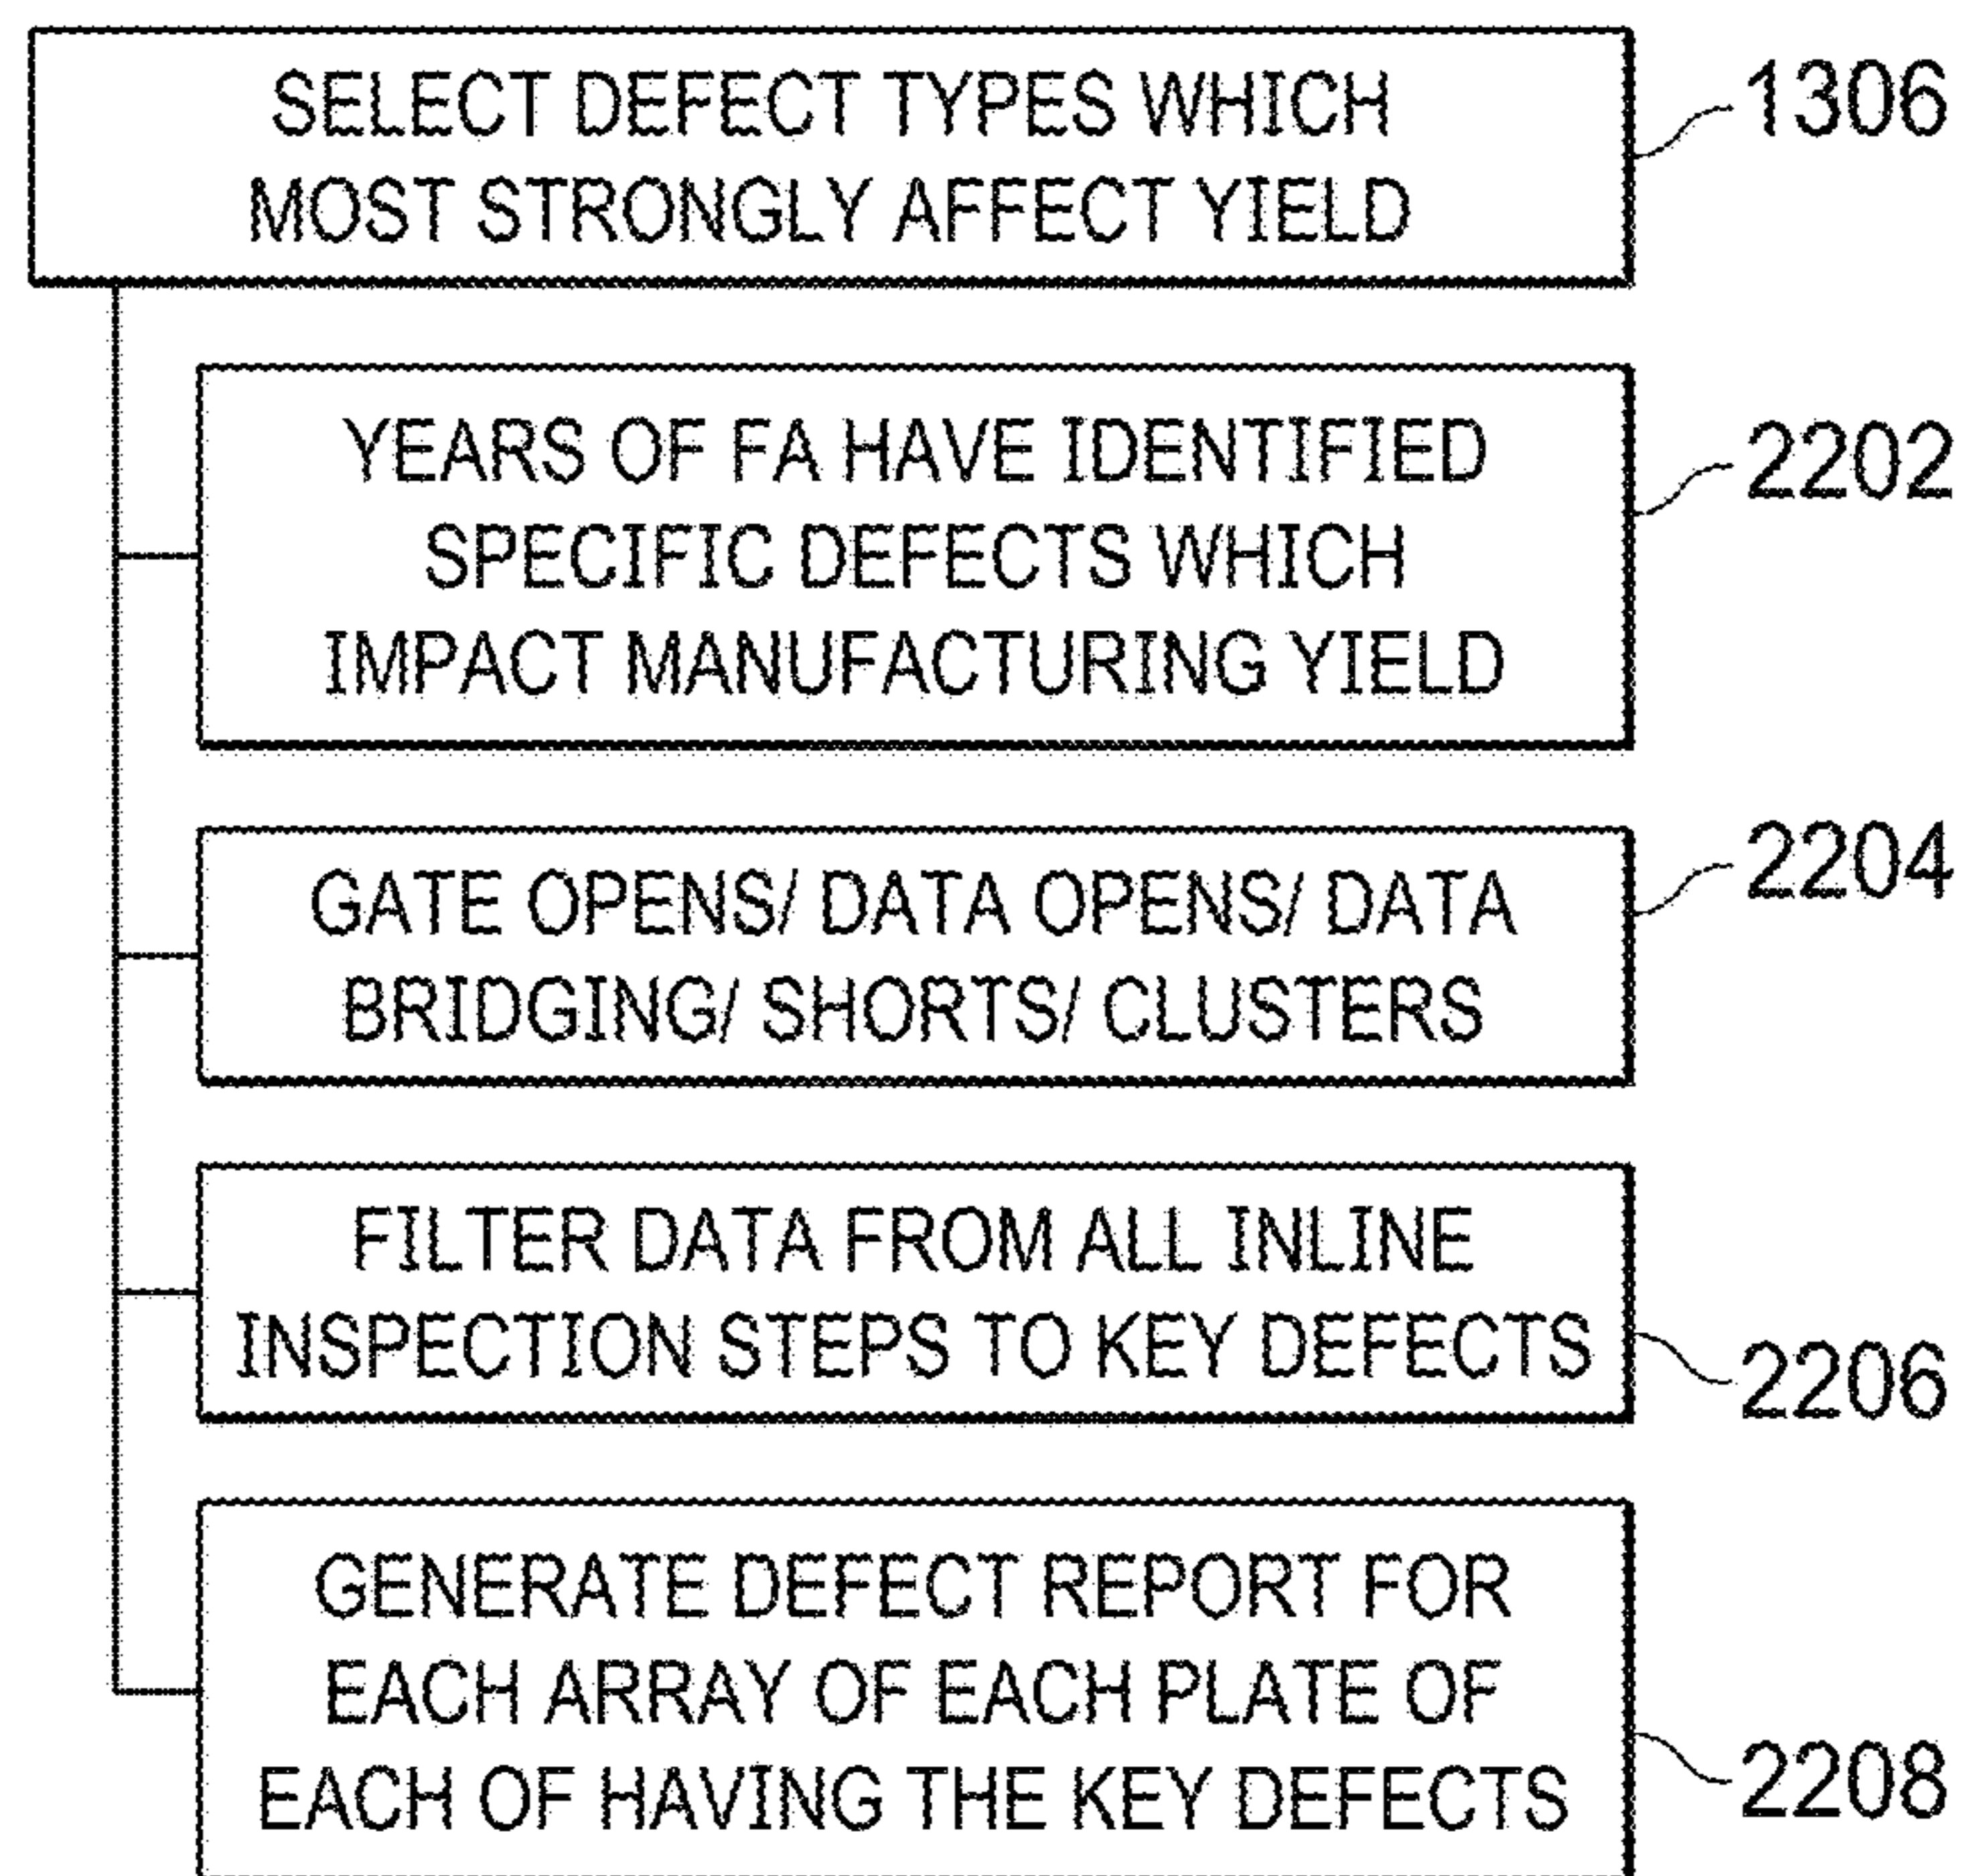 SELECT DEFECT TYPES WHICH
MOST STRONGLY AFFECT YIELD
1306
YEARS OF FA HAVE IDENTIFIED
SPECIFIC DEFECTS WHICH
IMPACT MANUFACTURING YIELD
2202
GATE OPENS/ DATA OPENS/ DATA
BRIDGING/ SHORTS/ CLUSTERS
2204
FILTER DATA FROM ALL INLINE
INSPECTION STEPS TO KEY DEFECTS
2206
GENERATE DEFECT REPORT FOR
EACH ARRAY OF EACH PLATE OF
EACH OF HAVING THE KEY DEFECTS
2208